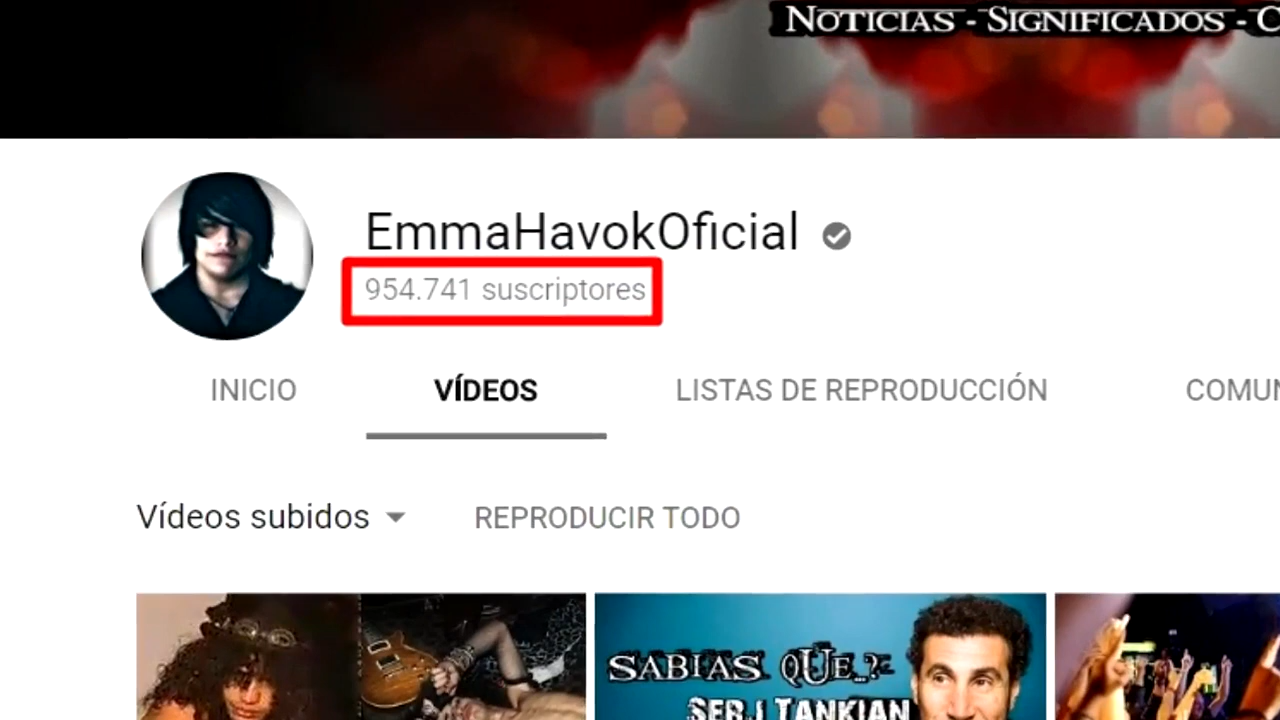 NOTICIAS - SIGNIFICADOS - C
EmmaHavokOficial
954.741 suscriptores
INICIO VÍDEOS LISTAS DE REPRODUCCIÓN COMUN
Vídeos subidos REPRODUCIR TODO
SABIAS QUE..?
SERJ TANKIAN